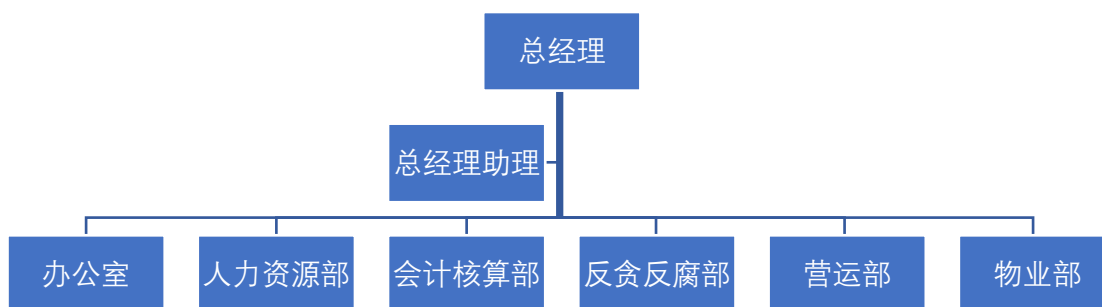 总经理
总经理助理
办公室
人力资源部
会计核算部
反贪反腐部
营运部
物业部